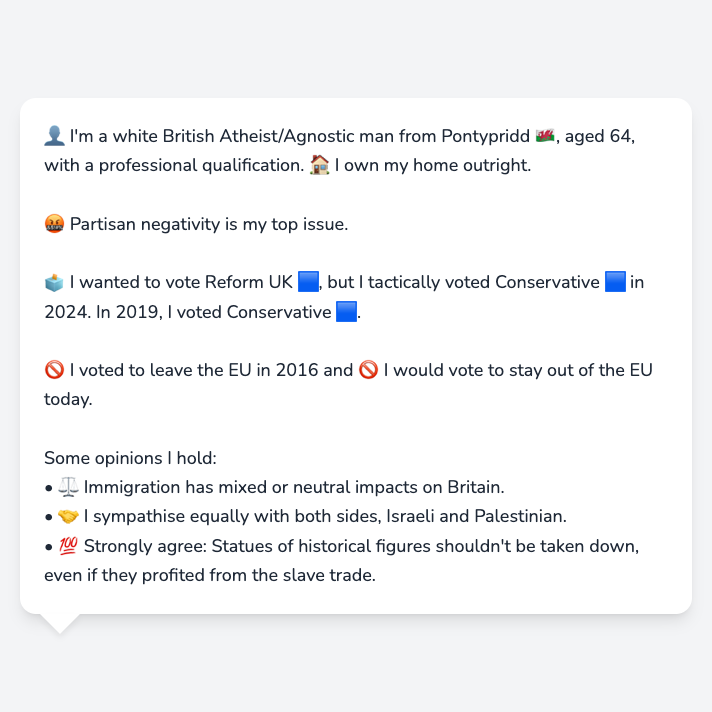 👤 I'm a white British Atheist/Agnostic man from Pontypridd 🏴󠁧󠁢󠁷󠁬󠁳󠁿, aged 64,
with a professional qualification. 🏠 I own my home outright.
🤬 Partisan negativity is my top issue.
🗳️ I wanted to vote Reform UK 🟦, but I tactically voted Conservative 🟦 in
2024. In 2019, I voted Conservative 🟦.
🚫 I voted to leave the EU in 2016 and 🚫 I would vote to stay out of the EU
today.
Some opinions I hold:
• ⚖️ Immigration has mixed or neutral impacts on Britain.
• 🤝 I sympathise equally with both sides, Israeli and Palestinian.
• 💯 Strongly agree: Statues of historical figures shouldn't be taken down,
even if they profited from the slave trade.